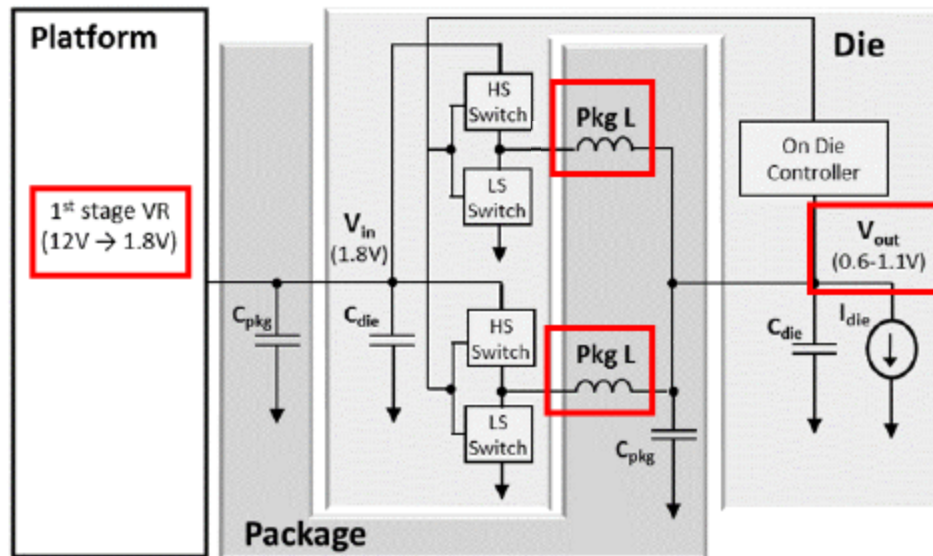 Platform
Die
HS
Switch
Pkg L
On Die
Controller
LS
Switch
1st stage VR
(12V → 1.8V)
Vin
(1.8V)
Vout
(0.6-1.1V)
Cpkg
Cdie
HS
Switch
Pkg L
Cdie
Idie
LS
Switch
Cpkg
Package